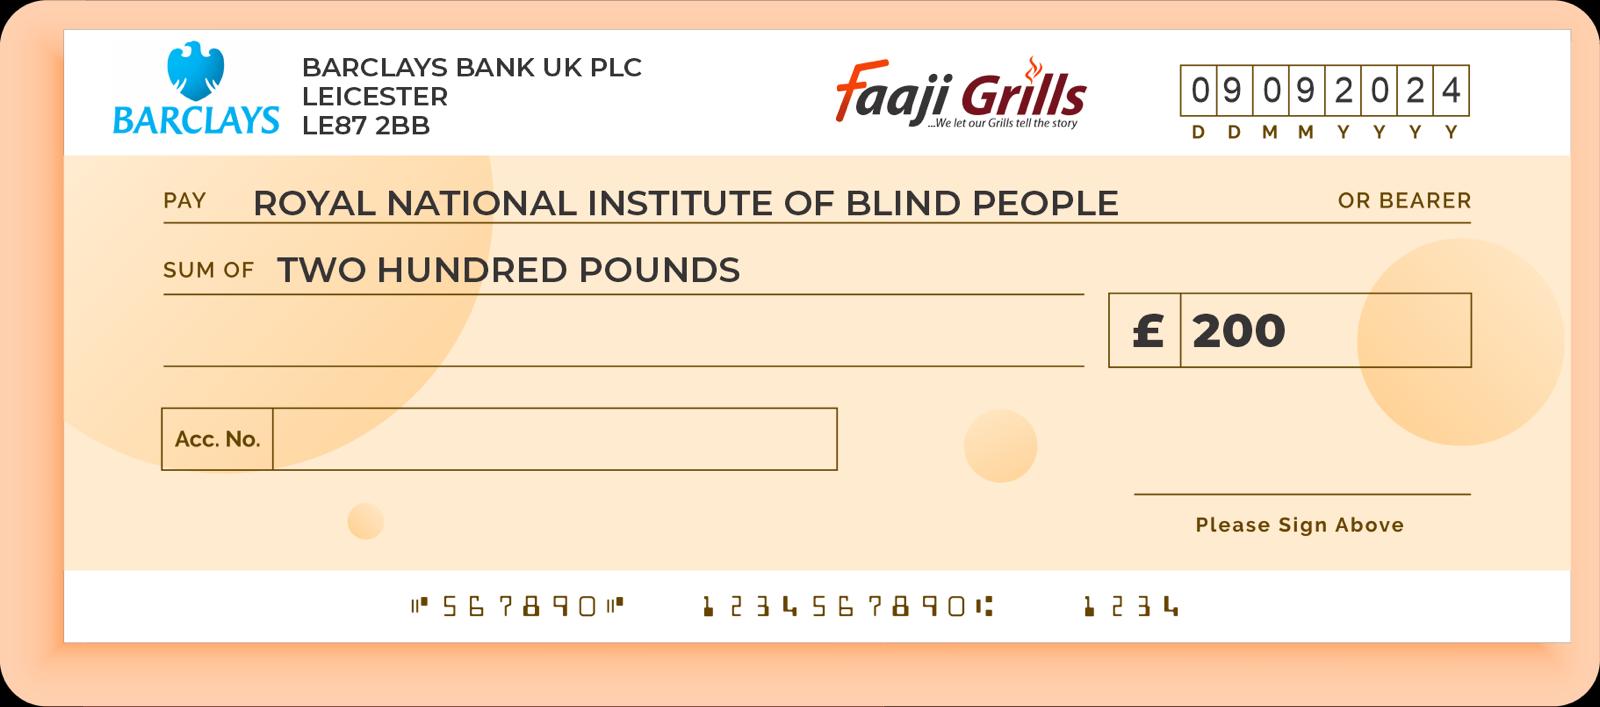 BARCLAYS
BARCLAYS BANK UK PLC
LEICESTER
LE87 2BB
Faaji Grills
...We let our Grills tell the story
0 9 0 9 2 0 2 4
D D M M Y Y Y Y
PAY ROYAL NATIONAL INSTITUTE OF BLIND PEOPLE OR BEARER
SUM OF TWO HUNDRED POUNDS
£ 200
Acc. No.
Please Sign Above
⑈567890⑈ 1234567890⑆ 1234